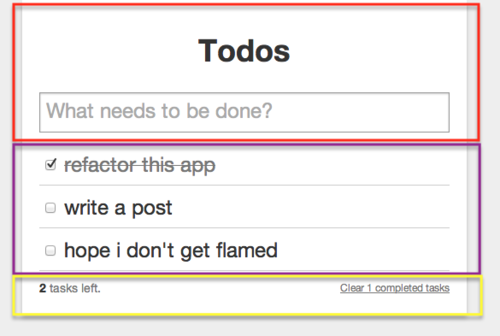 Todos
What needs to be done?
refactor this app
write a post
hope i don't get flamed
2 tasks left. Clear 1 completed tasks